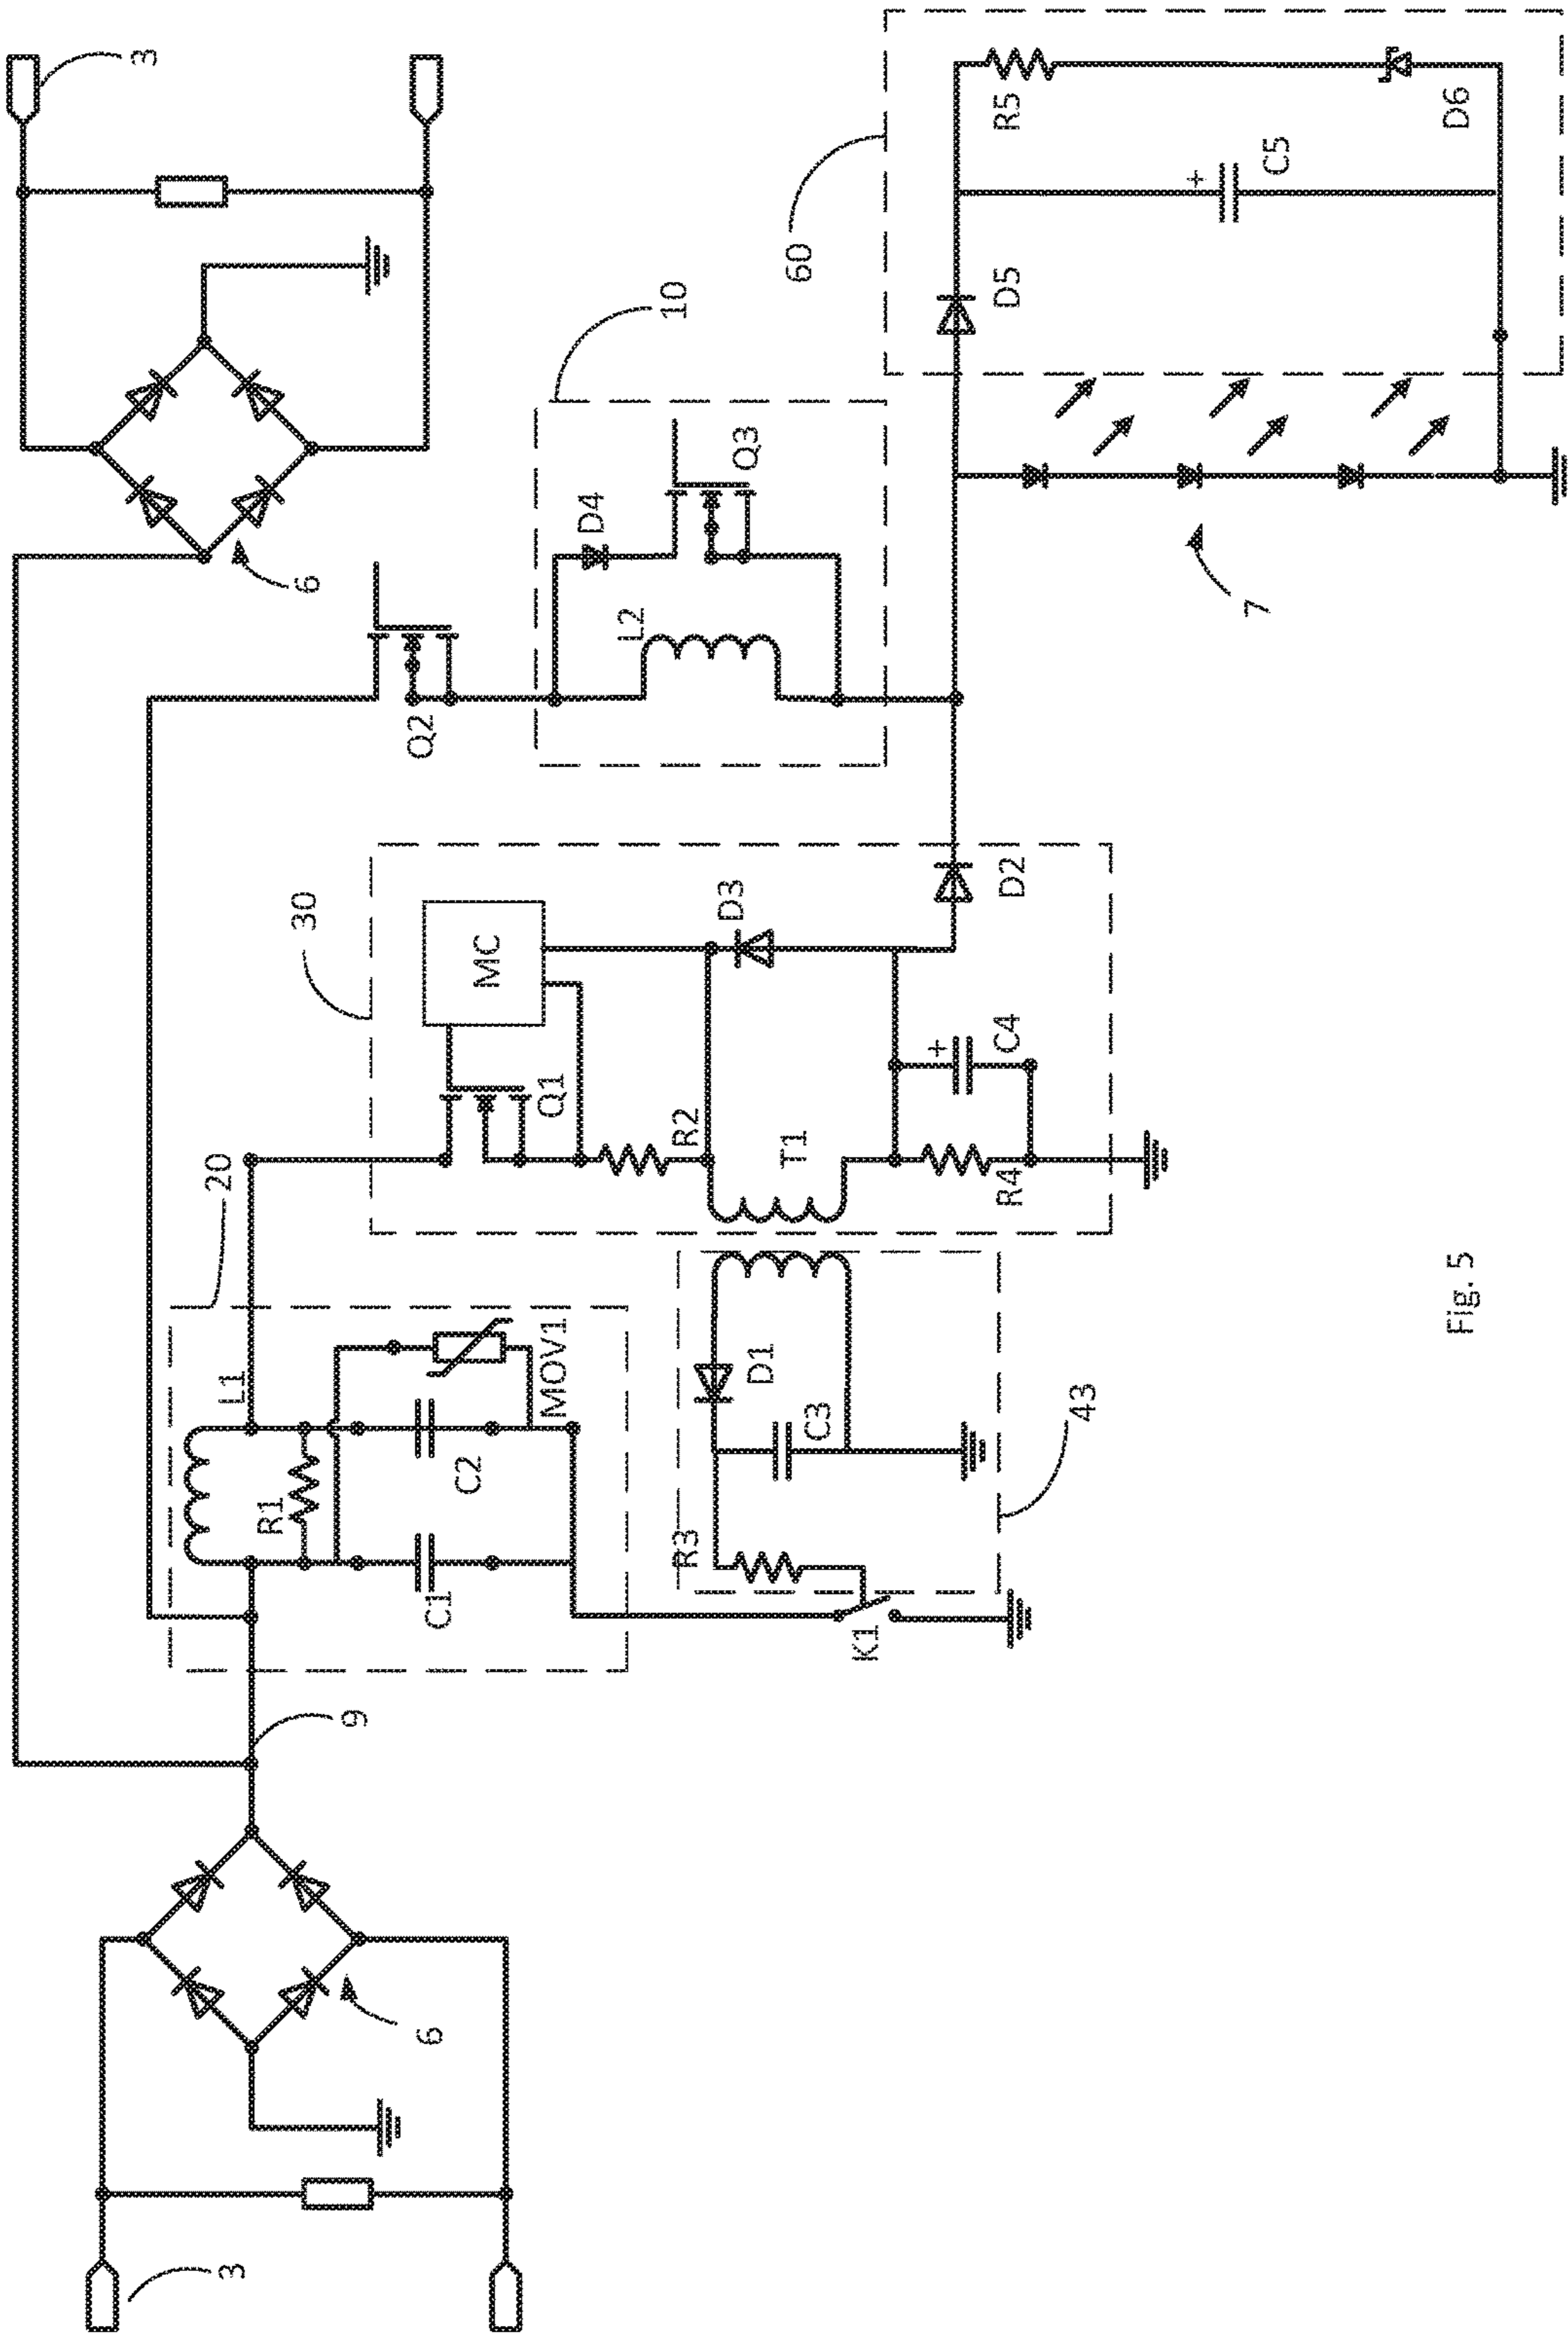 3
6
9
20
L1
R1
C1
C2
MOV1
K1
R3
C3
D1
43
30
MC
Q1
R2
T1
R4
C4
+
D3
D2
Q2
10
D4
Q3
L2
6
3
60
D5
R5
C5
+
D6
7
Fig. 5